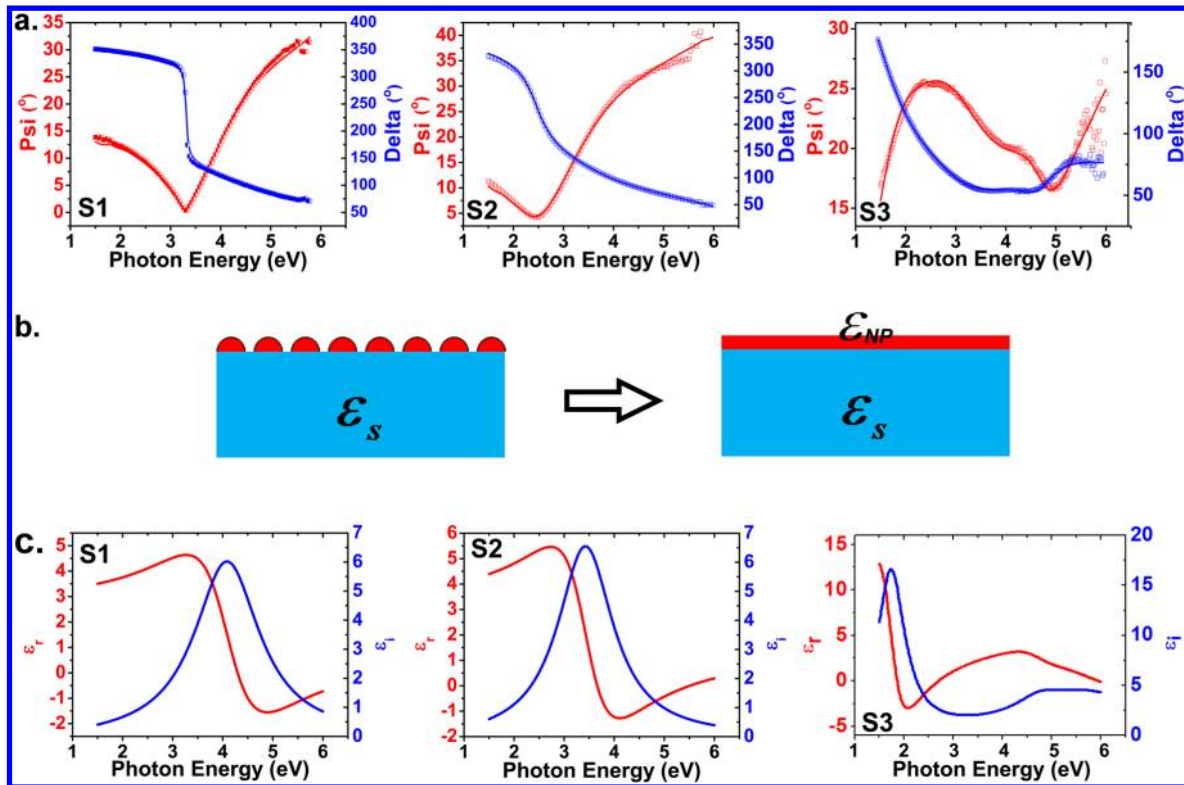 a.
35
30
25
20
15
10
5
0
Psi (°)
400
350
300
250
200
150
100
50
Delta (°)
S1
1 2 3 4 5 6
Photon Energy (eV)
40
35
30
25
20
15
10
5
Psi (°)
350
300
250
200
150
100
50
Delta (°)
S2
1 2 3 4 5 6
Photon Energy (eV)
30
25
20
15
Psi (°)
150
100
50
Delta (°)
S3
1 2 3 4 5 6
Photon Energy (eV)
b.
εs
εNP
εs
c.
S1
5
4
3
2
1
0
-1
-2
εr
7
6
5
4
3
2
1
0
εi
1 2 3 4 5 6
Photon Energy (eV)
S2
6
5
4
3
2
1
0
-1
-2
εr
7
6
5
4
3
2
1
0
εi
1 2 3 4 5 6
Photon Energy (eV)
15
10
5
0
-5
εr
20
15
10
5
0
εi
S3
1 2 3 4 5 6
Photon Energy (eV)